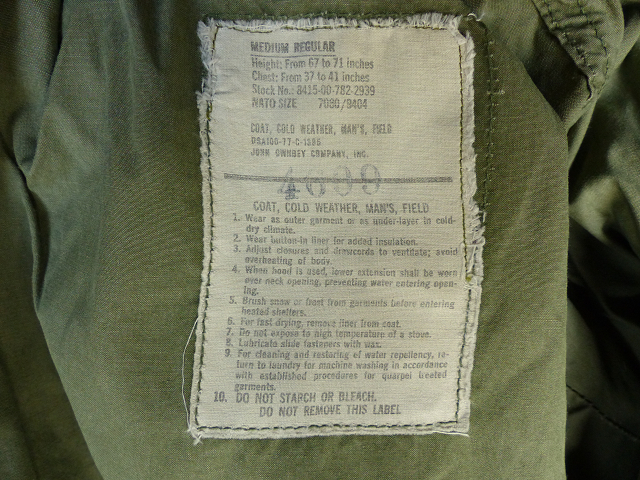 MEDIUM REGULAR
Height: From 67 to 71 inches
Chest: From 37 to 41 inches
Stock No.: 8415-00-782-2939
NATO SIZE 7080/9404
COAT, COLD WEATHER, MAN'S, FIELD
DSA100-77-C-1386
JOHN OWNBEY COMPANY, INC.
4099
COAT, COLD WEATHER, MAN'S, FIELD
1. Wear as outer garment or as under-layer in cold-
dry climate.
2. Wear button-in liner for added insulation.
3. Adjust closures and drawcords to ventilate; avoid
overheating of body.
4. When hood is used, lower extension shall be worn
over neck opening, preventing water entering open-
ing.
5. Brush snow or frost from garments before entering
heated shelters.
6. For fast drying, remove liner from coat.
7. Do not expose to high temperature of a stove.
8. Lubricate slide fasteners with wax.
9. For cleaning and restoring of water repellency, re-
turn to laundry for machine washing in accordance
with established procedures for quarpel treated
garments.
10. DO NOT STARCH OR BLEACH.
DO NOT REMOVE THIS LABEL